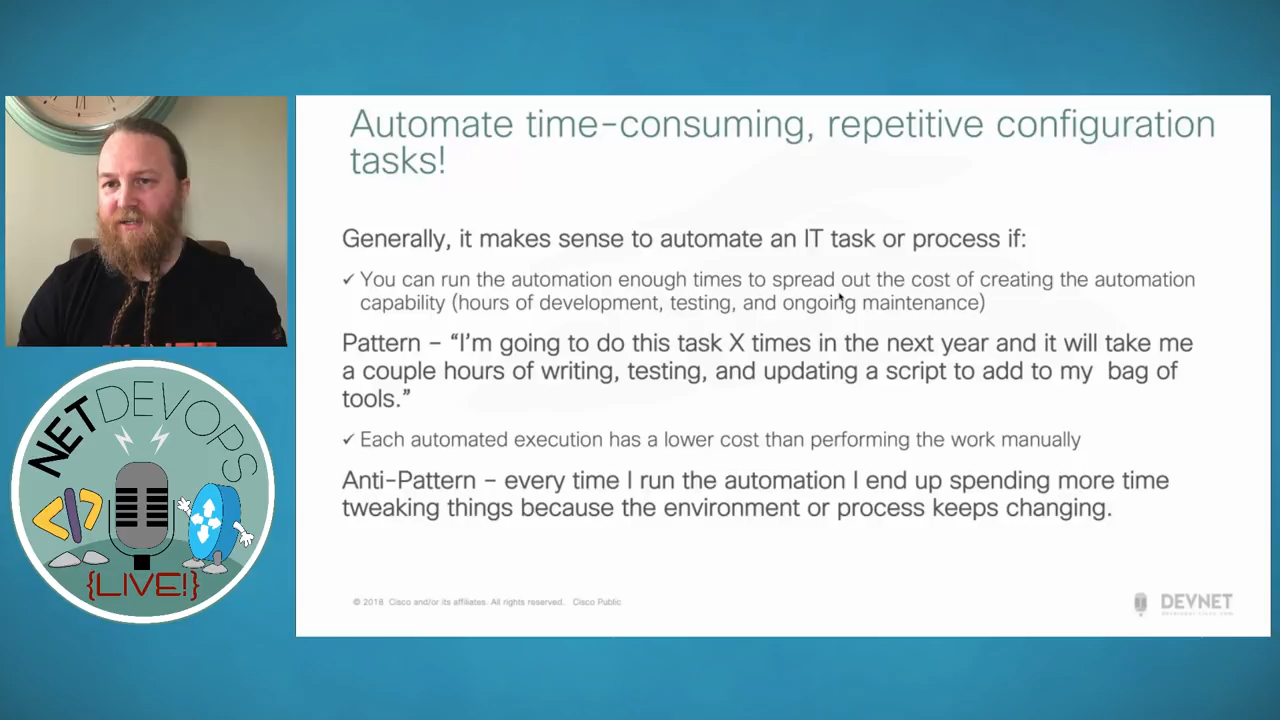 Automate time-consuming, repetitive configuration
tasks!
Generally, it makes sense to automate an IT task or process if:
✓ You can run the automation enough times to spread out the cost of creating the automation
capability (hours of development, testing, and ongoing maintenance)
Pattern – “I’m going to do this task X times in the next year and it will take me
a couple hours of writing, testing, and updating a script to add to my bag of
tools.”
✓ Each automated execution has a lower cost than performing the work manually
Anti-Pattern – every time I run the automation I end up spending more time
tweaking things because the environment or process keeps changing.
NETDEVOPS
{LIVE!}
© 2018 Cisco and/or its affiliates. All rights reserved. Cisco Public
DEVNET